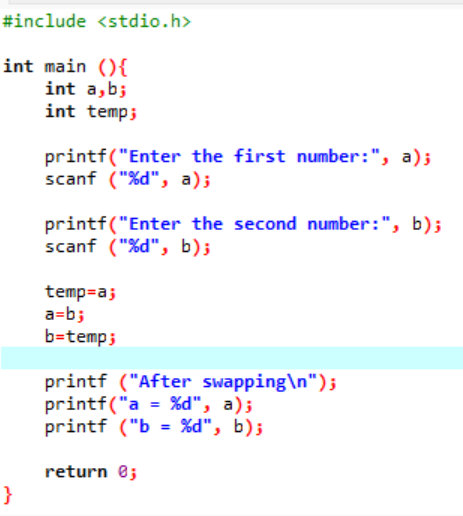 #include <stdio.h>
int main (){
int a,b;
int temp;
printf("Enter the first number:", a);
scanf ("%d", a);
printf("Enter the second number:", b);
scanf ("%d", b);
temp=a;
a=b;
b=temp;
printf ("After swapping\n");
printf("a = %d", a);
printf ("b = %d", b);
return 0;
}